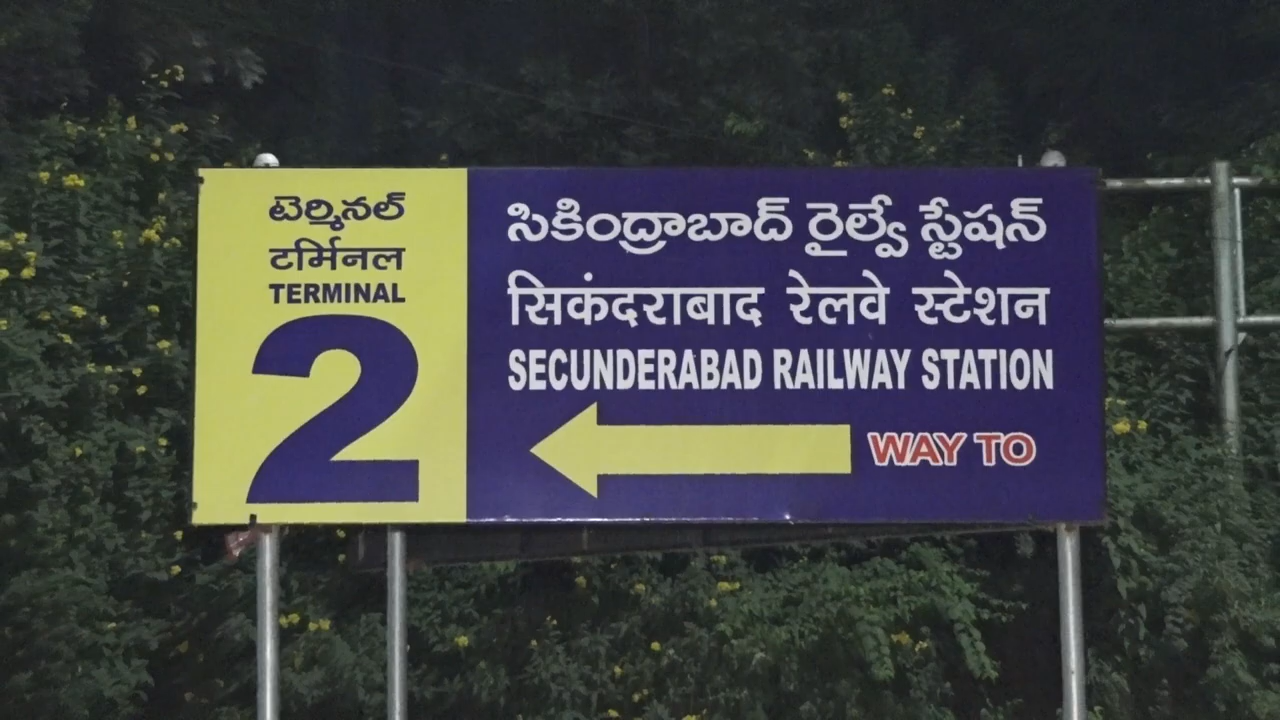 టెర్మినల్
टर्मिनल
TERMINAL
2
సికింద్రాబాద్ రైల్వే స్టేషన్
सिकंदराबाद रेलवे स्टेशन
SECUNDERABAD RAILWAY STATION
WAY TO